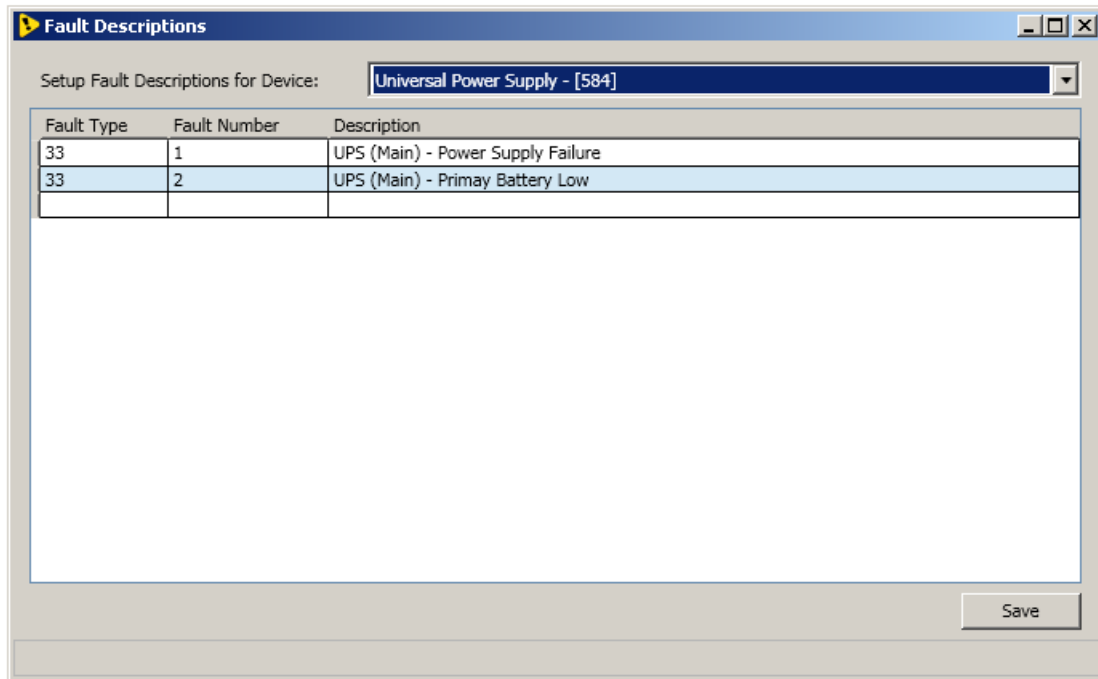 Fault Descriptions
Setup Fault Descriptions for Device: Universal Power Supply - [584]
Fault Type Fault Number Description
33 1 UPS (Main) - Power Supply Failure
33 2 UPS (Main) - Primay Battery Low
Save